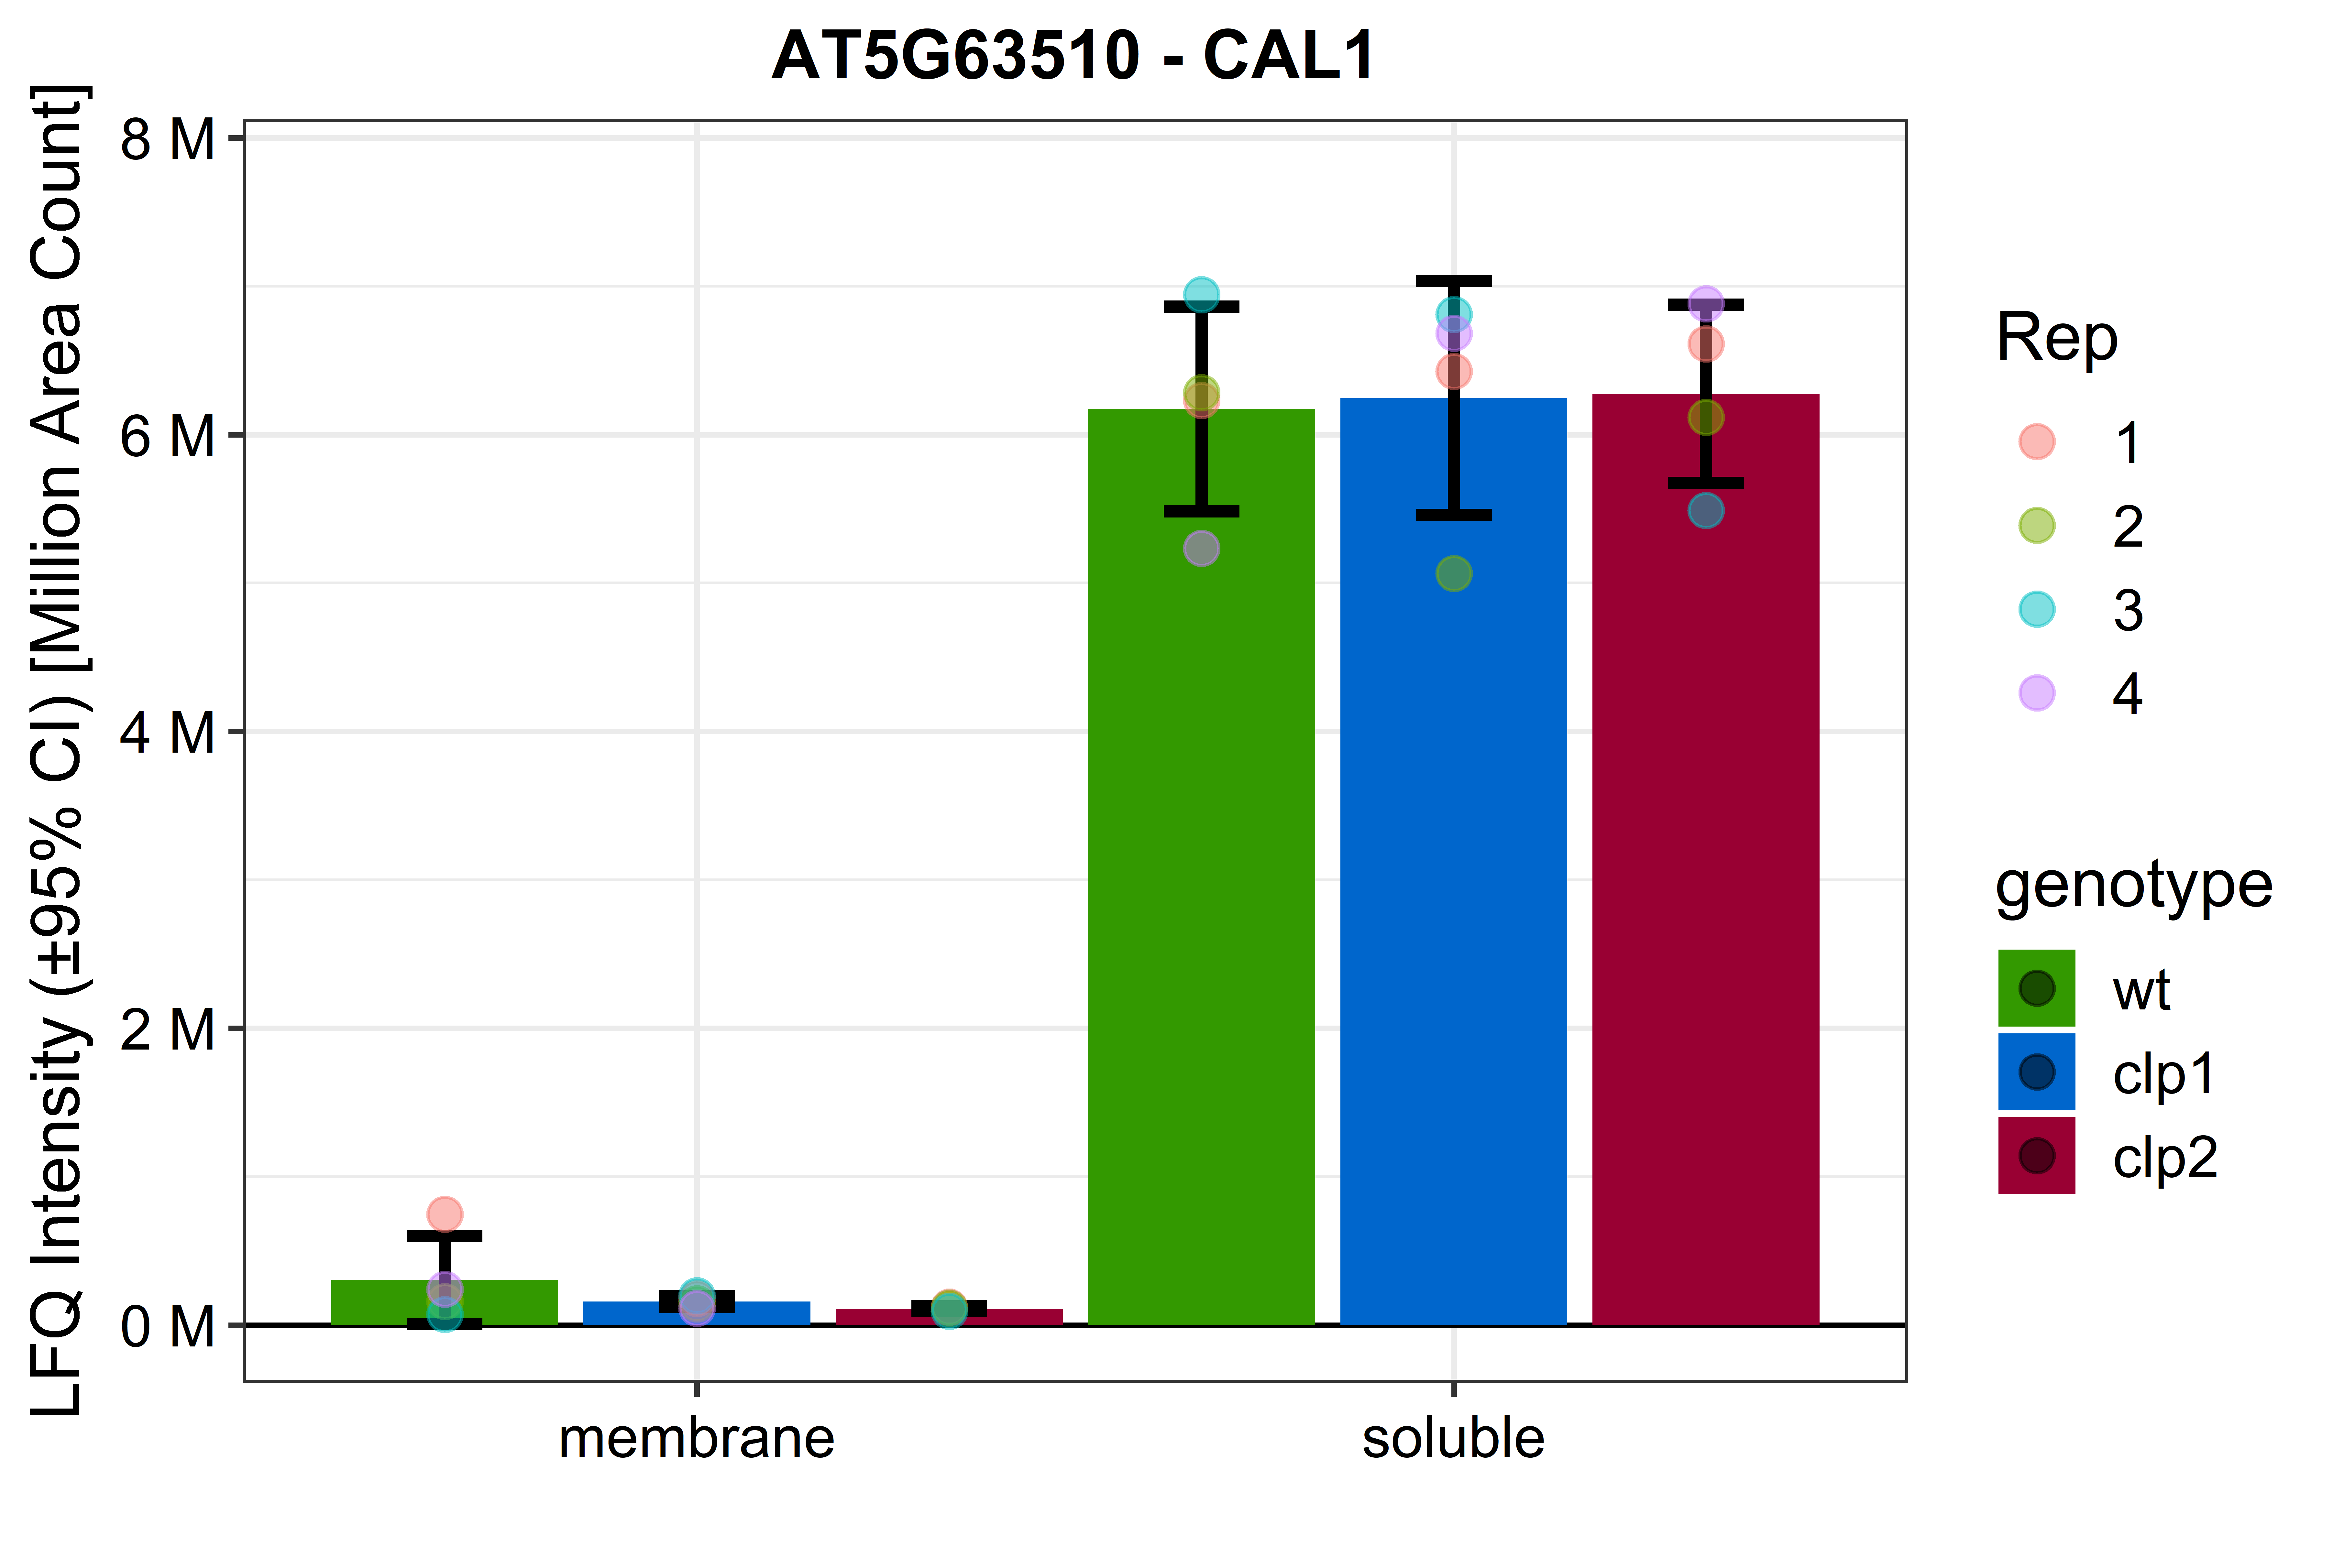 AT5G63510 - CAL1
LFQ Intensity (±95% CI) [Million Area Count]
8 M
6 M
4 M
2 M
0 M
membrane
soluble
Rep
1
2
3
4
genotype
wt
clp1
clp2